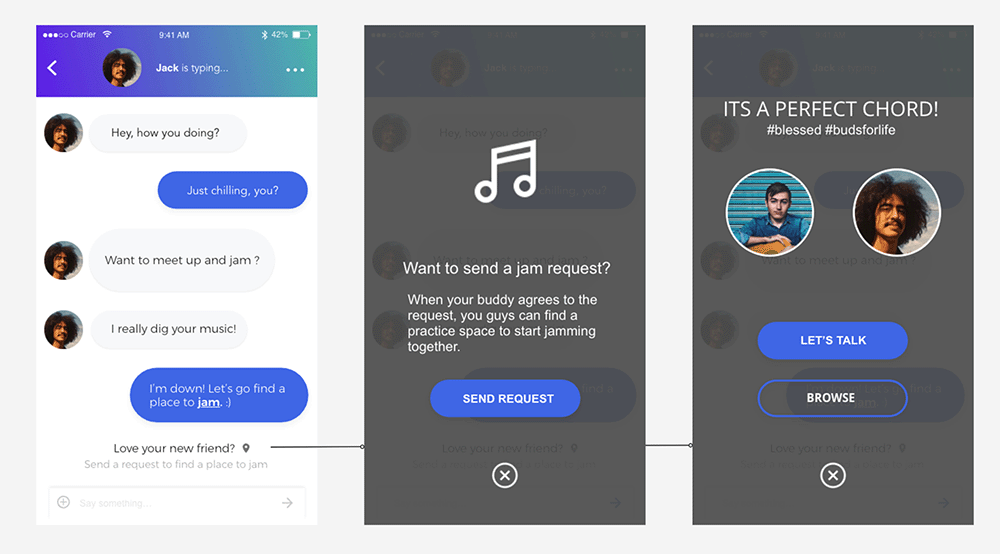 ●●●○○ Carrier 9:41 AM 42%
Jack is typing...
Hey, how you doing?
Just chilling, you?
Want to meet up and jam ?
I really dig your music!
I'm down! Let's go find a
place to jam. :)
Love your new friend?
Send a request to find a place to jam
Say something...
Want to send a jam request?
When your buddy agrees to the
request, you guys can find a
practice space to start jamming
together.
SEND REQUEST
ITS A PERFECT CHORD!
#blessed #budsforlife
LET'S TALK
BROWSE